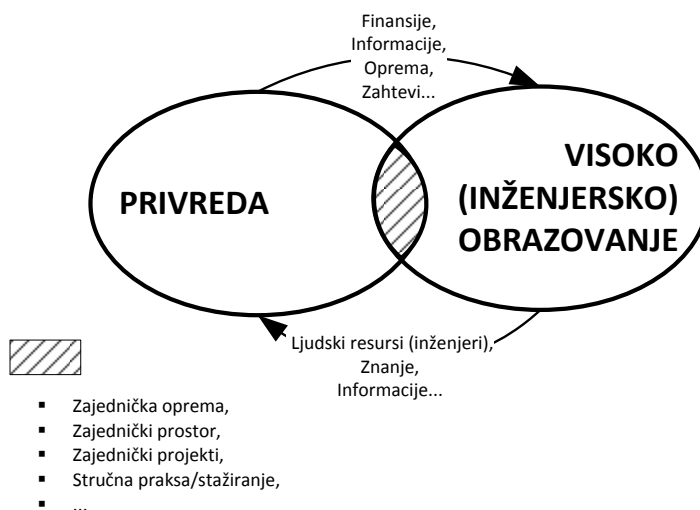 Finansije,
Informacije,
Oprema,
Zahtevi...
PRIVREDA
VISOKO
(INŽENJERSKO)
OBRAZOVANJE
Ljudski resursi (inženjeri),
Znanje,
Informacije...
▪ Zajednička oprema,
▪ Zajednički prostor,
▪ Zajednički projekti,
▪ Stručna praksa/stažiranje,
▪ ...